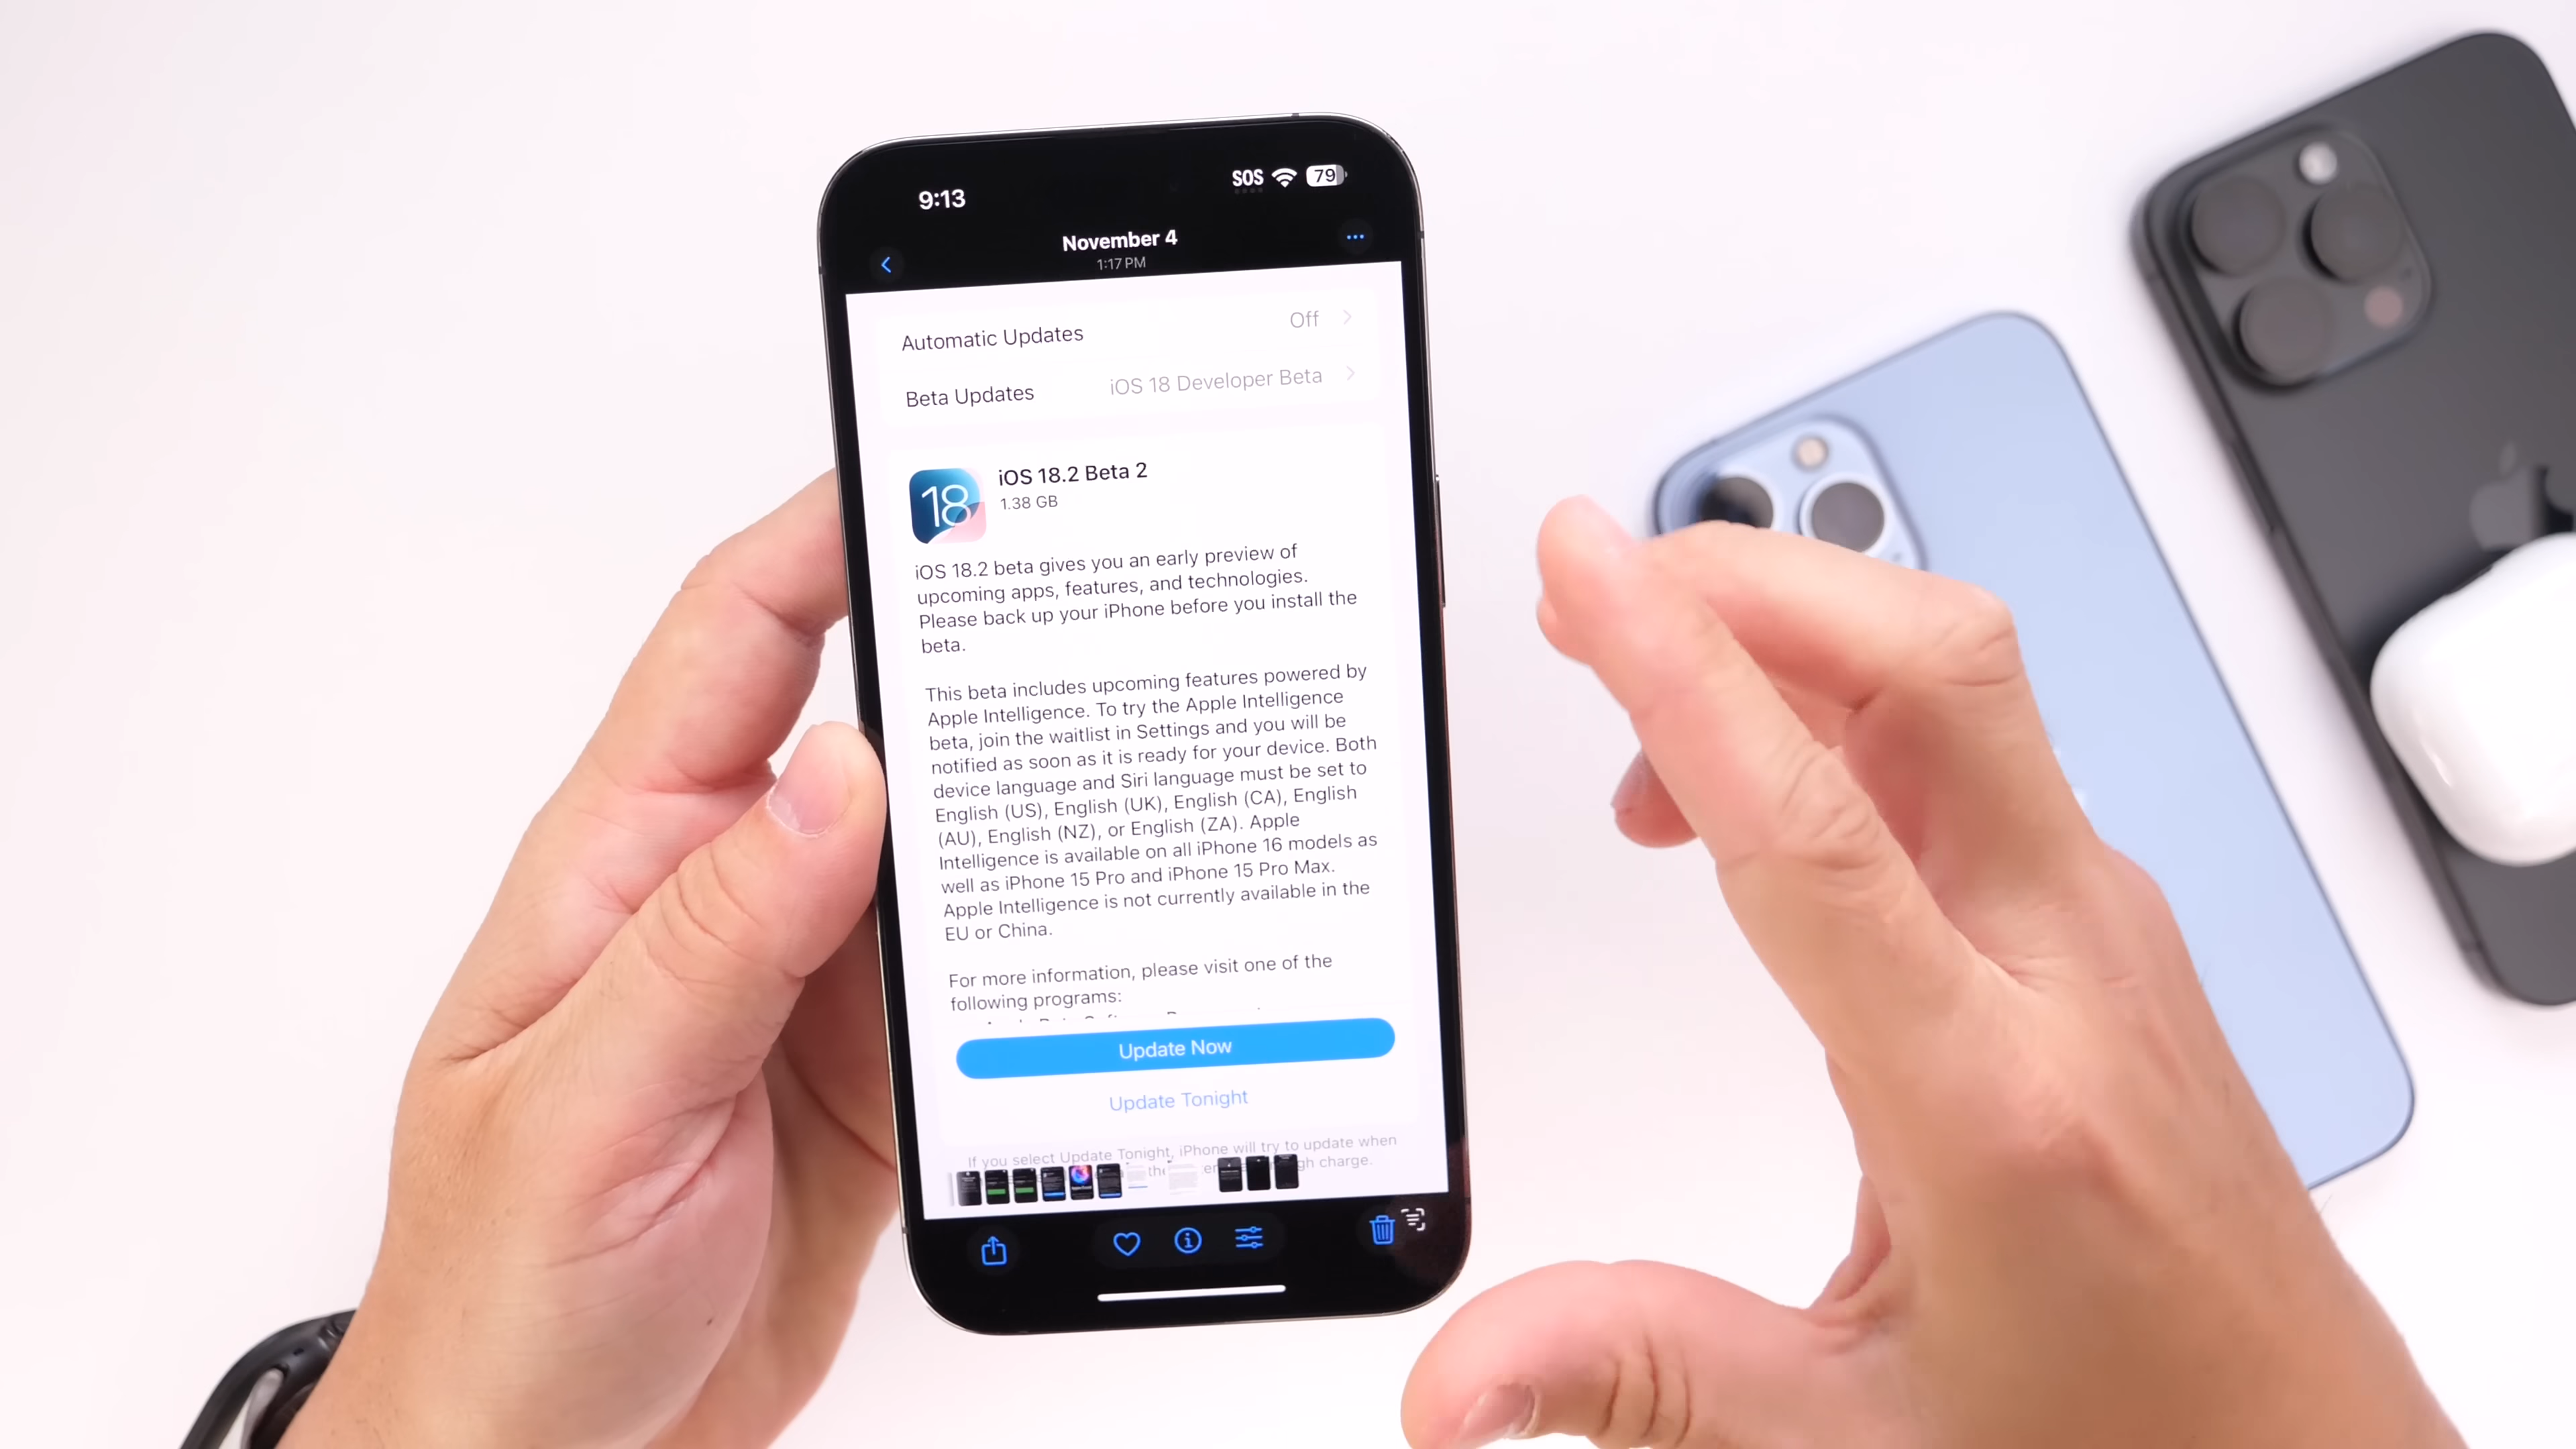 9:13
SOS 79
November 4
1:17 PM
Automatic Updates Off
Beta Updates iOS 18 Developer Beta
18
iOS 18.2 Beta 2
1.38 GB
iOS 18.2 beta gives you an early preview of
upcoming apps, features, and technologies.
Please back up your iPhone before you install the
beta.
This beta includes upcoming features powered by
Apple Intelligence. To try the Apple Intelligence
beta, join the waitlist in Settings and you will be
notified as soon as it is ready for your device. Both
device language and Siri language must be set to
English (US), English (UK), English (CA), English
(AU), English (NZ), or English (ZA). Apple
Intelligence is available on all iPhone 16 models as
well as iPhone 15 Pro and iPhone 15 Pro Max.
Apple Intelligence is not currently available in the
EU or China.
For more information, please visit one of the
following programs:
Update Now
Update Tonight
If you select Update Tonight, iPhone will try to update when
charge.